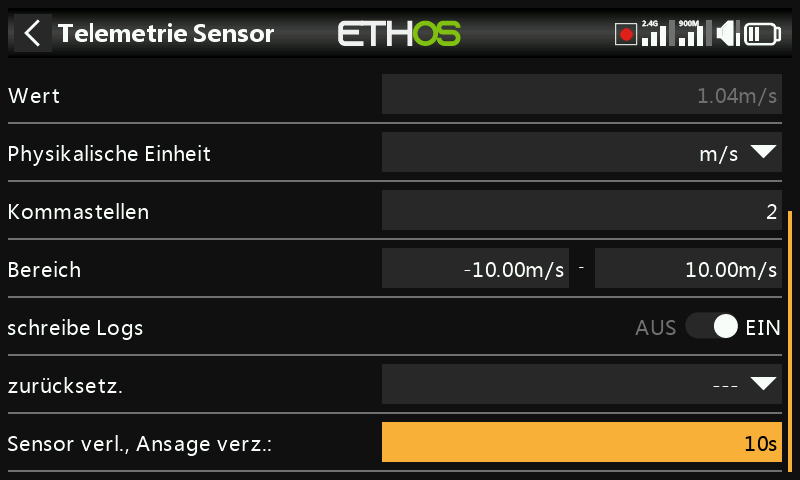 Telemetrie Sensor ETHOS 2.4G 900M
Wert 1.04m/s
Physikalische Einheit m/s
Kommastellen 2
Bereich -10.00m/s - 10.00m/s
schreibe Logs AUS EIN
zurücksetz. ---
Sensor verl., Ansage verz.: 10s